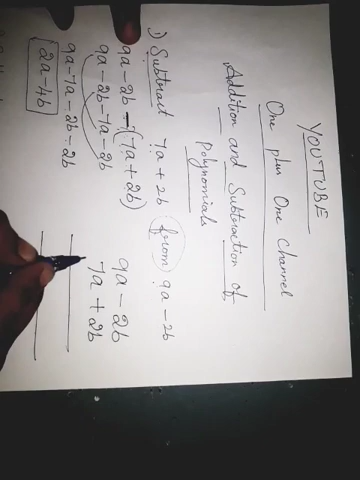 YOUTUBE
One plus One Channel
Addition and Subtraction of
Polynomials
1) Subtract 7a + 2b from 9a - 2b
9a - 2b - (7a + 2b)
9a - 2b - 7a - 2b
9a - 7a - 2b - 2b
2a - 4b
9a - 2b
7a + 2b